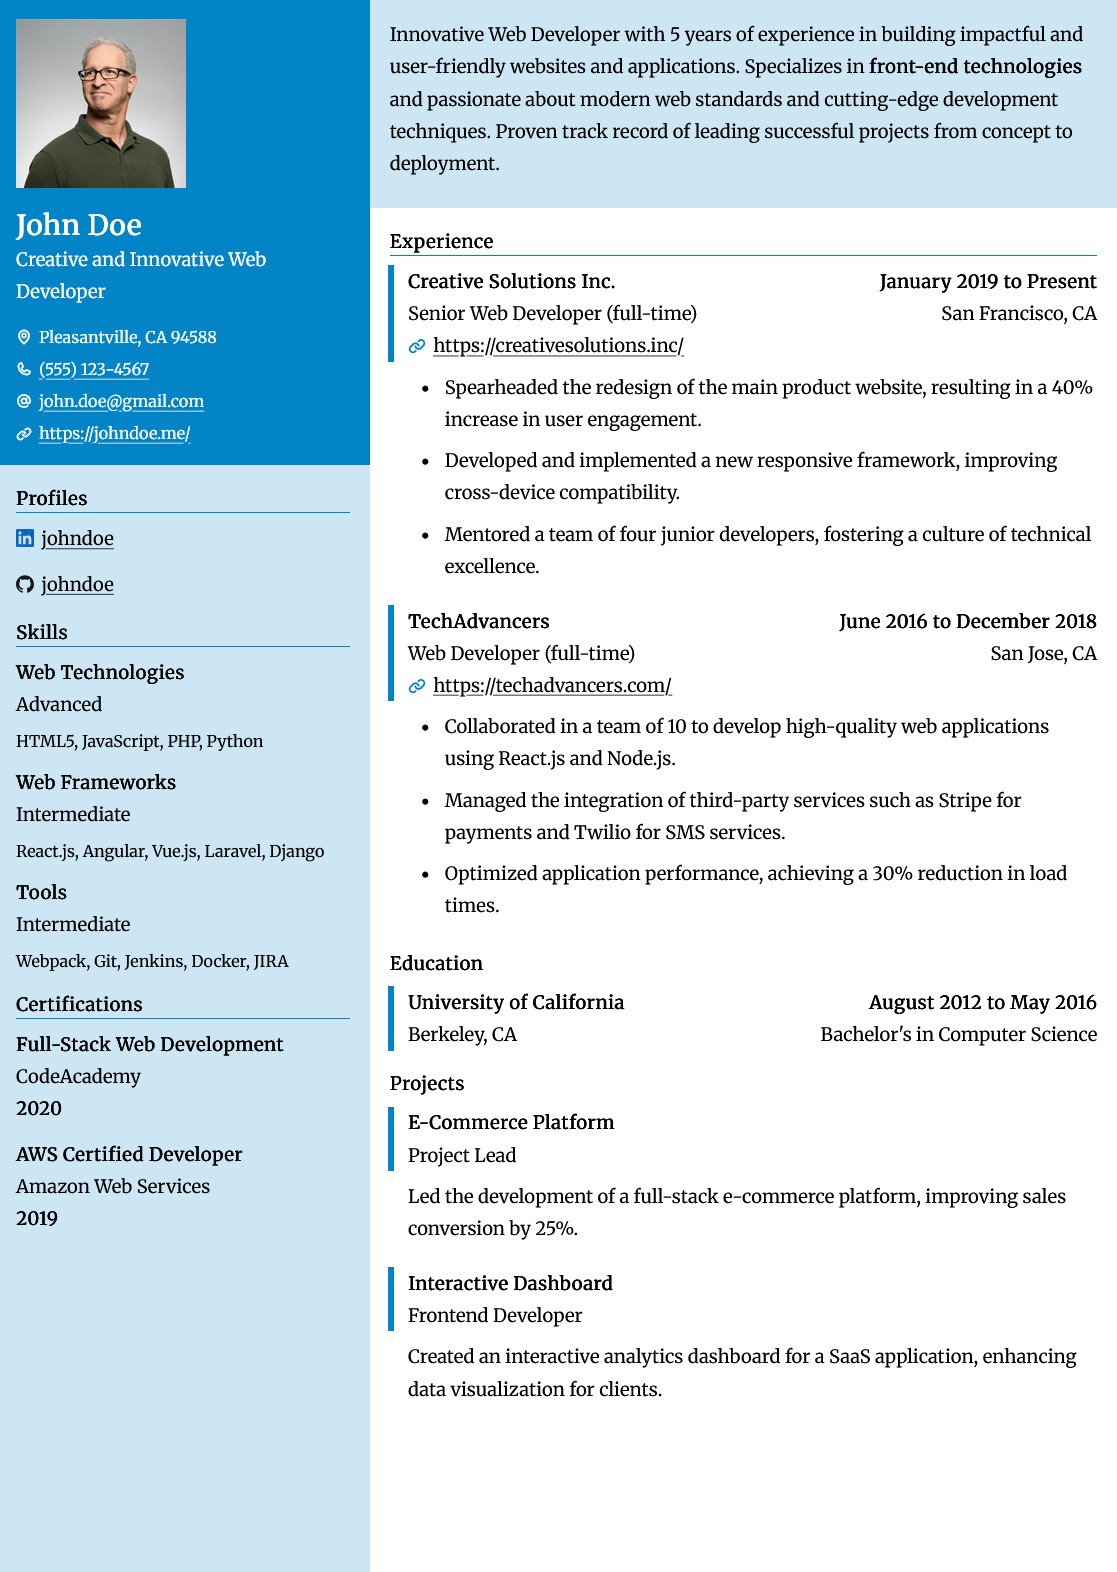 John Doe
Creative and Innovative Web
Developer
Pleasantville, CA 94588
(555) 123-4567
john.doe@gmail.com
https://johndoe.me/
Profiles
johndoe
johndoe
Skills
Web Technologies
Advanced
HTML5, JavaScript, PHP, Python
Web Frameworks
Intermediate
React.js, Angular, Vue.js, Laravel, Django
Tools
Intermediate
Webpack, Git, Jenkins, Docker, JIRA
Certifications
Full-Stack Web Development
CodeAcademy
2020
AWS Certified Developer
Amazon Web Services
2019
Innovative Web Developer with 5 years of experience in building impactful and
user-friendly websites and applications. Specializes in front-end technologies
and passionate about modern web standards and cutting-edge development
techniques. Proven track record of leading successful projects from concept to
deployment.
Experience
Creative Solutions Inc. January 2019 to Present
Senior Web Developer (full-time) San Francisco, CA
https://creativesolutions.inc/
• Spearheaded the redesign of the main product website, resulting in a 40%
increase in user engagement.
• Developed and implemented a new responsive framework, improving
cross-device compatibility.
• Mentored a team of four junior developers, fostering a culture of technical
excellence.
TechAdvancers June 2016 to December 2018
Web Developer (full-time) San Jose, CA
https://techadvancers.com/
• Collaborated in a team of 10 to develop high-quality web applications
using React.js and Node.js.
• Managed the integration of third-party services such as Stripe for
payments and Twilio for SMS services.
• Optimized application performance, achieving a 30% reduction in load
times.
Education
University of California August 2012 to May 2016
Berkeley, CA Bachelor's in Computer Science
Projects
E-Commerce Platform
Project Lead
Led the development of a full-stack e-commerce platform, improving sales
conversion by 25%.
Interactive Dashboard
Frontend Developer
Created an interactive analytics dashboard for a SaaS application, enhancing
data visualization for clients.